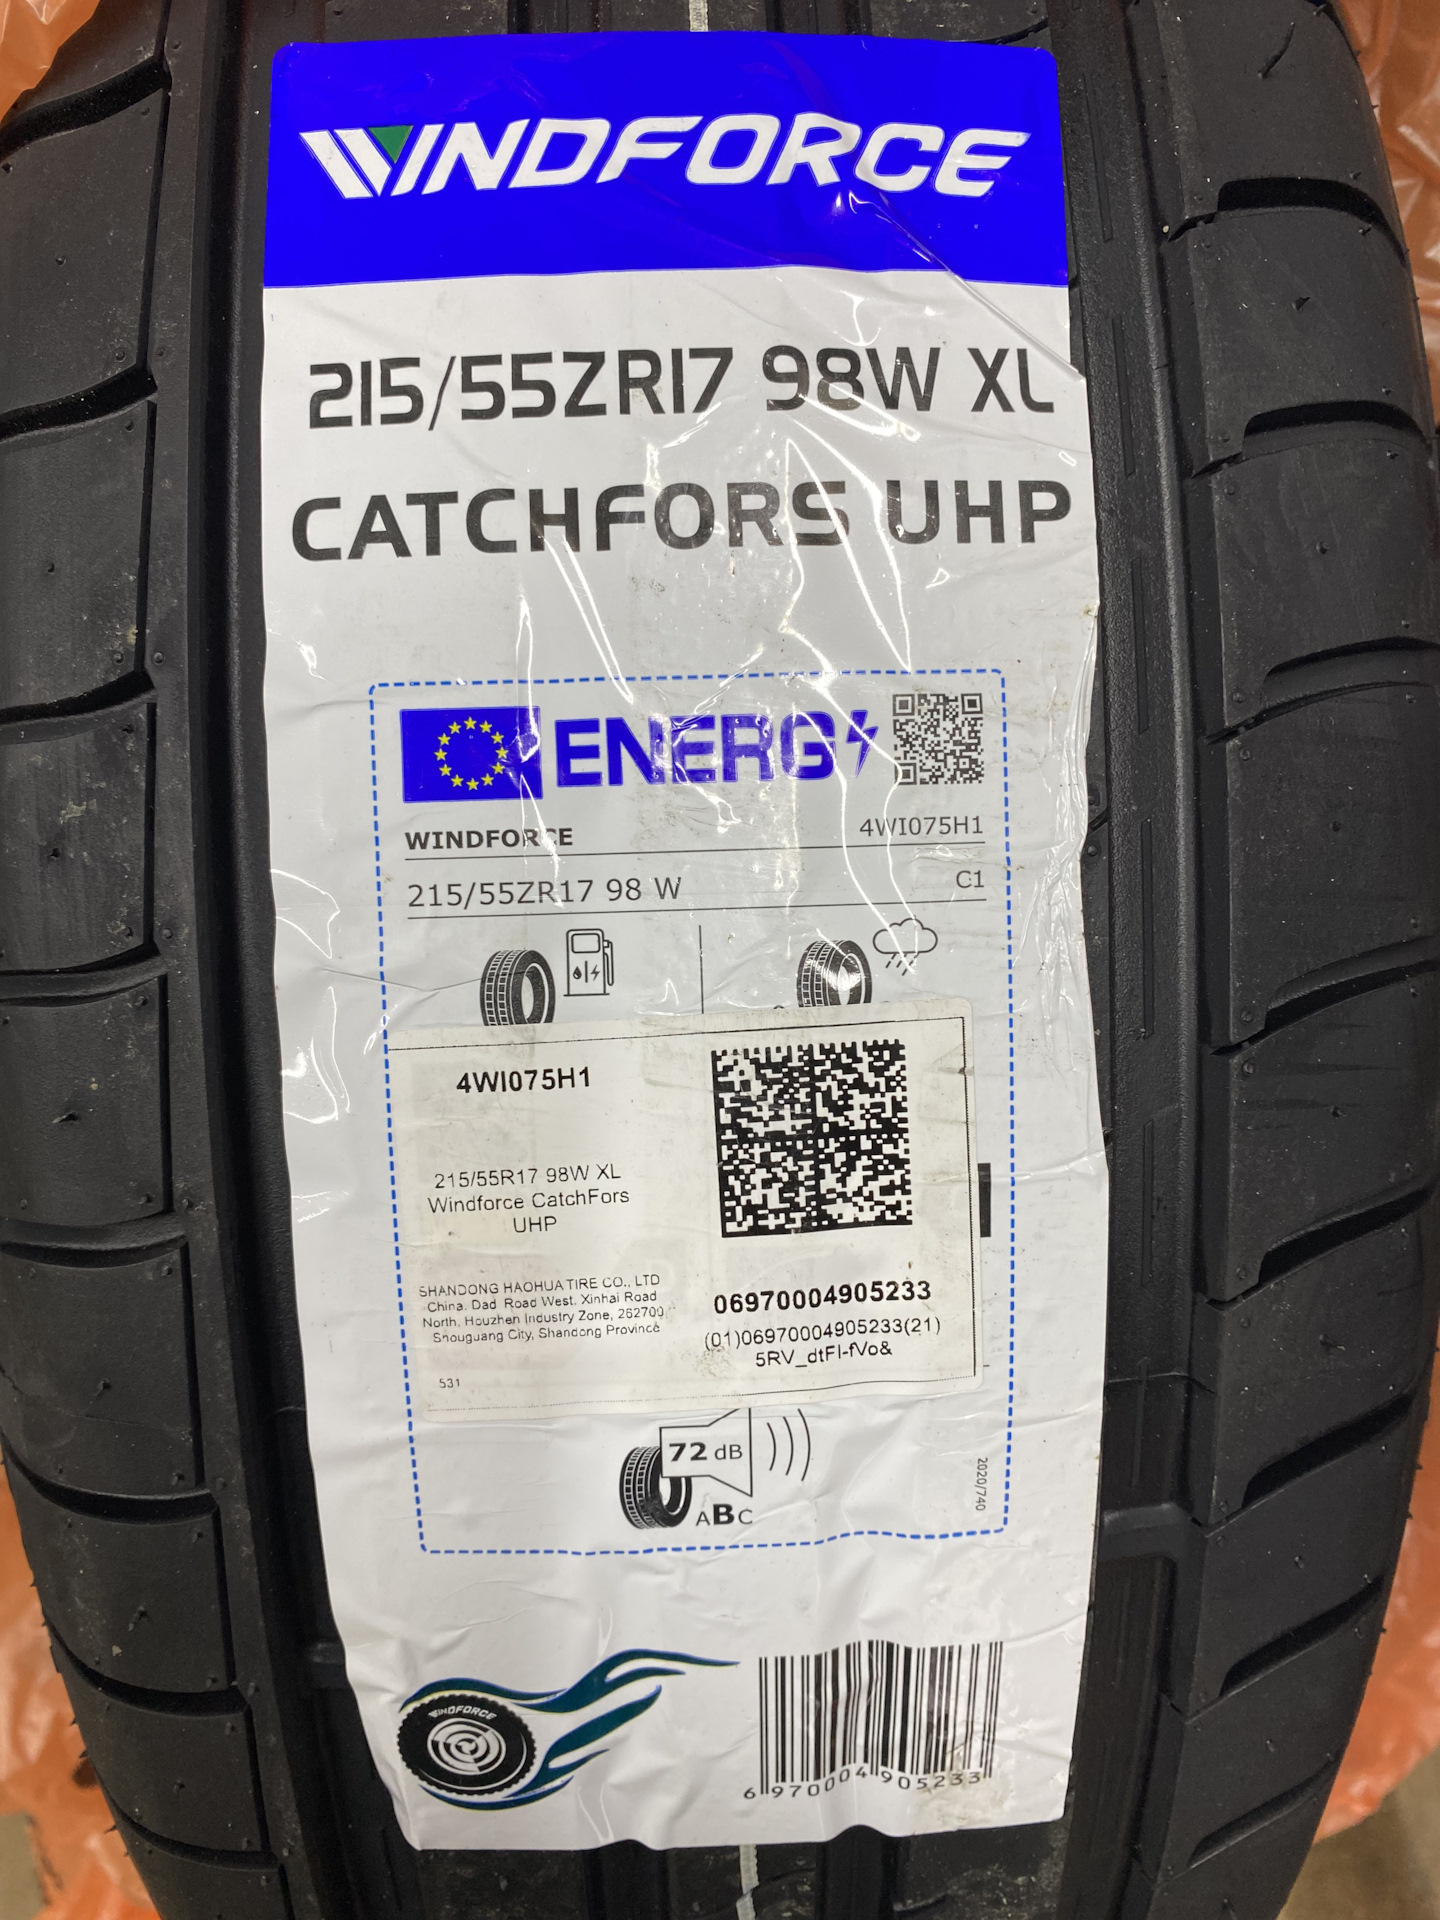 WINDFORCE
215/55ZR17 98W XL
CATCHFORS UHP
ENERG
WINDFORCE 4WI075H1
215/55ZR17 98 W C1
4WI075H1
215/55R17 98W XL
Windforce CatchFors
UHP
SHANDONG HAOHUA TIRE CO., LTD
China. Dad Road West. Xinhai Road
North, Houzhen Industry Zone, 262700
Shouguang City, Shandong Province
531
06970004905233
(01)06970004905233(21)
5RV_dtFI-fVo&
72 dB
ABC
2020/740
WINDFORCE
6 970004 905233